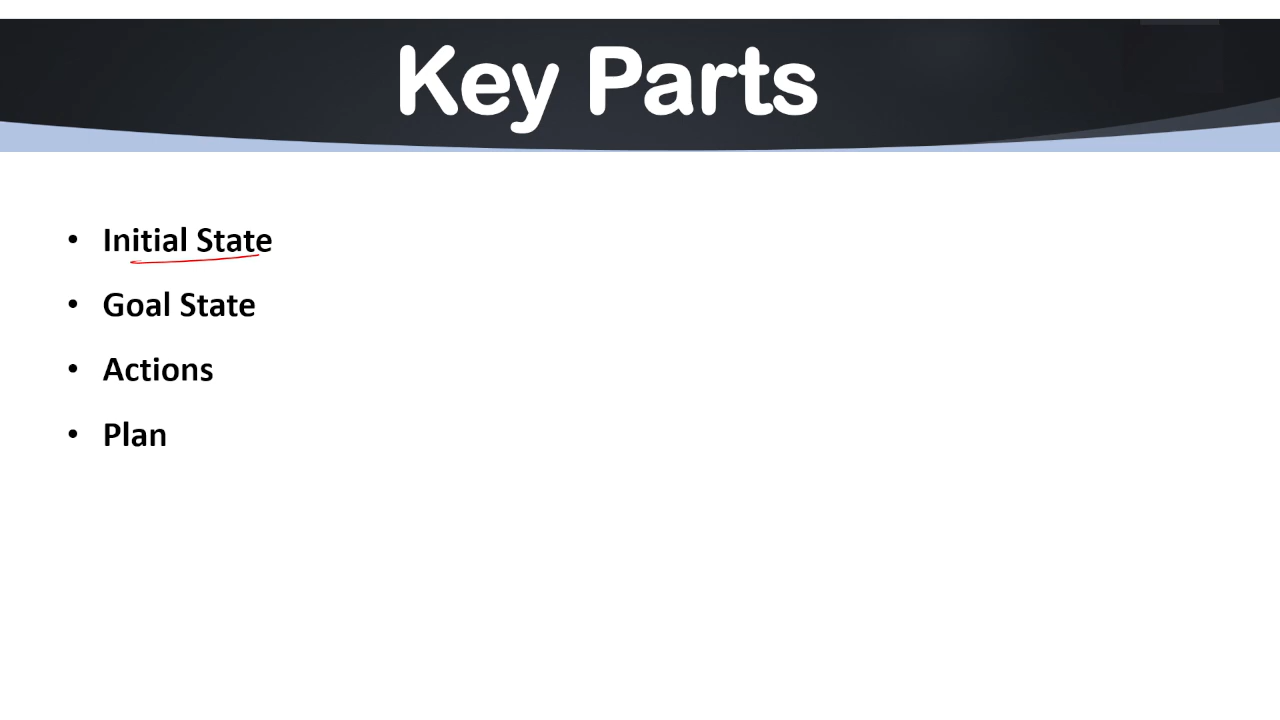 Key Parts
• Initial State
• Goal State
• Actions
• Plan